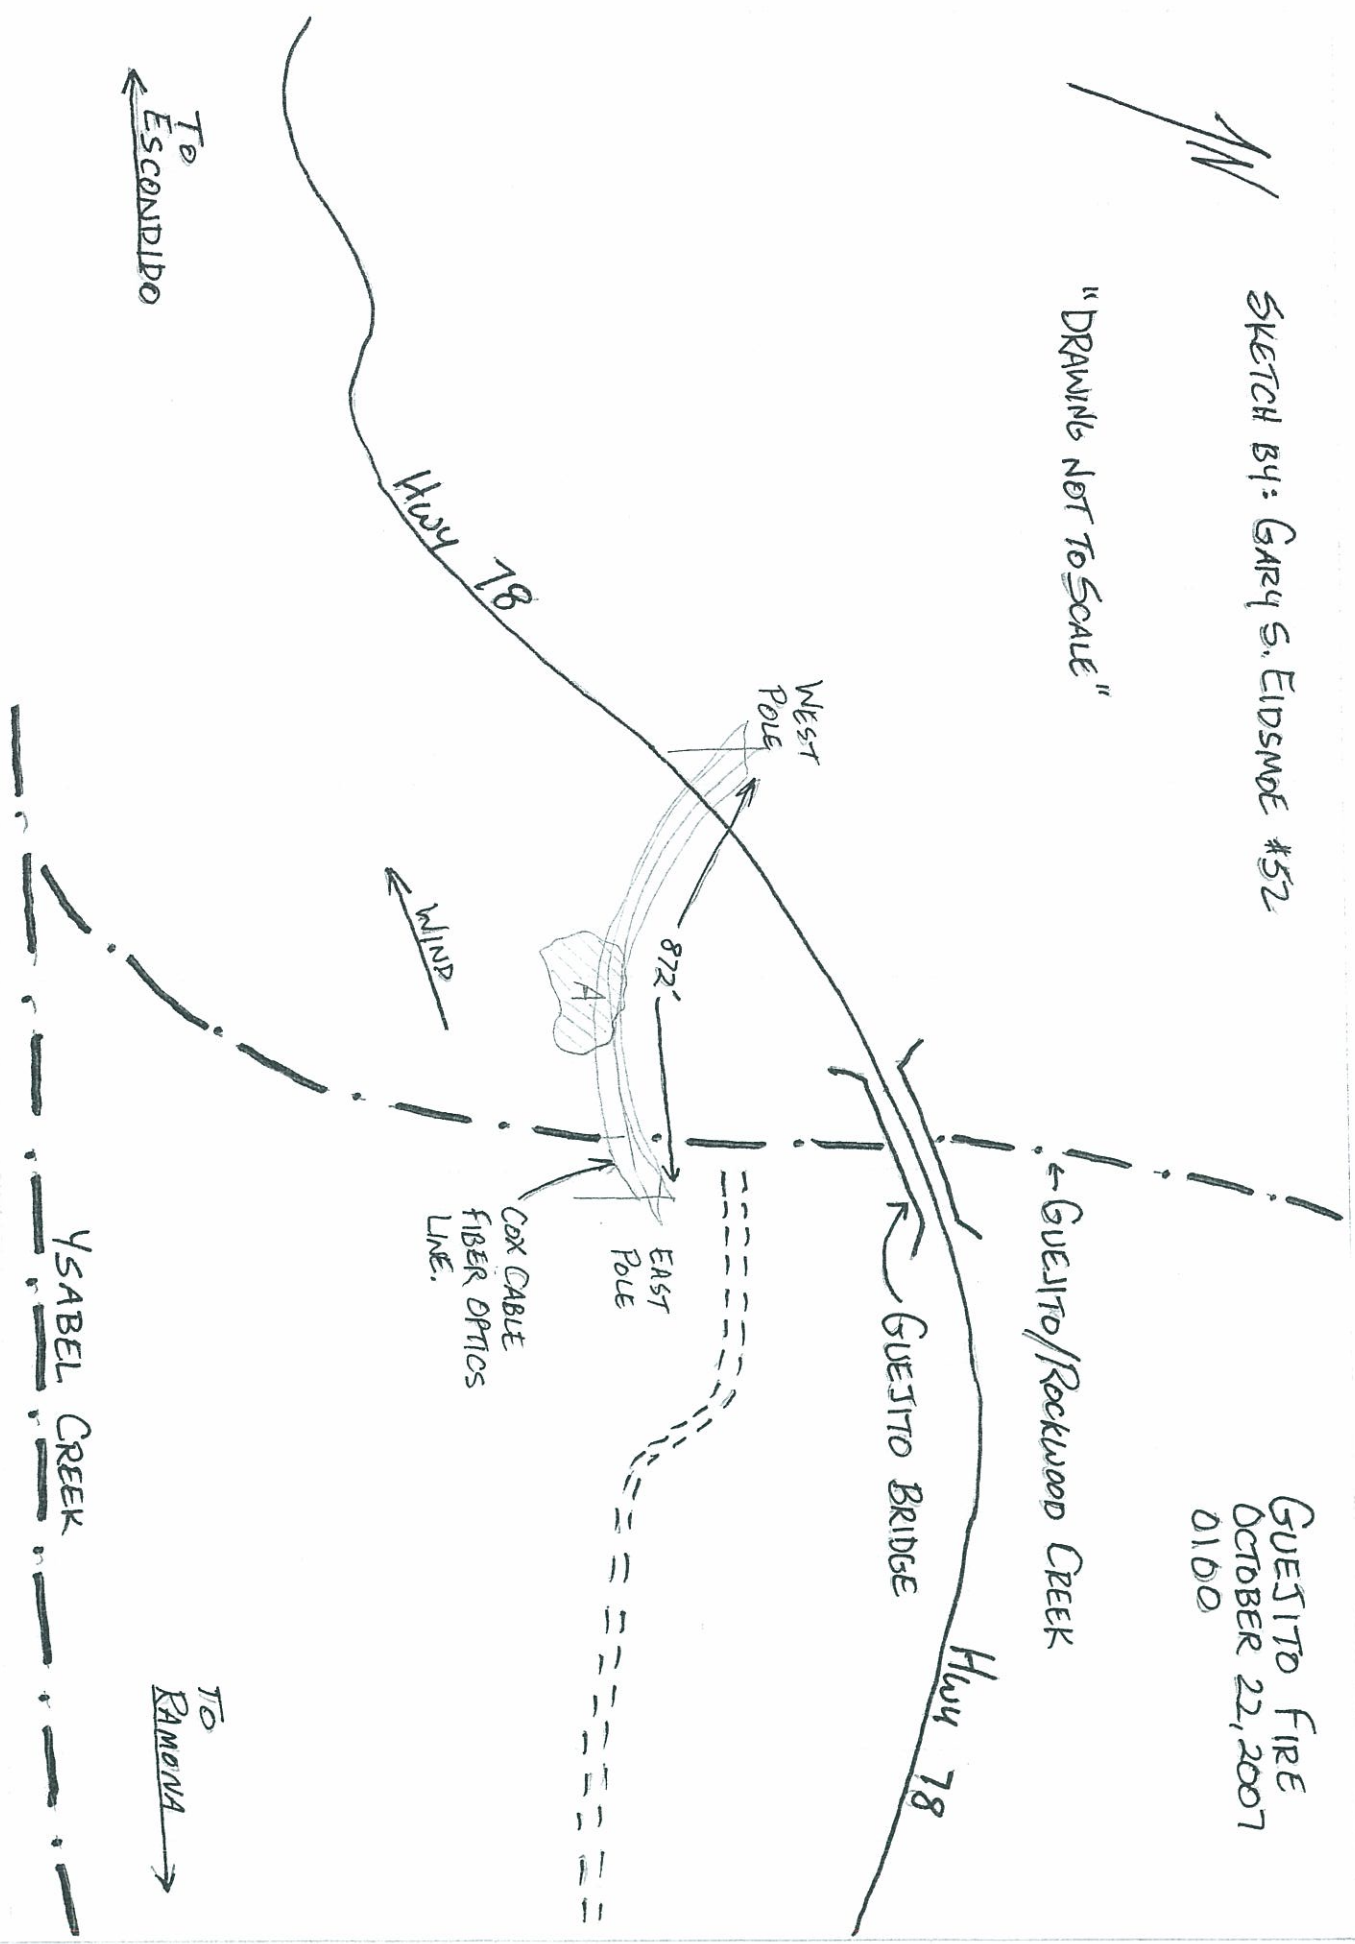 N
SKETCH BY: GARY S. EIDSMOE #52
"DRAWING NOT TO SCALE"
GUEJITO FIRE
OCTOBER 22, 2007
0100
← GUEJITO/ROCKWOOD CREEK
HWY 78
GUEJITO BRIDGE
WEST
POLE
872'
EAST
POLE
A
COX CABLE
FIBER OPTICS
LINE.
HWY 78
WIND
TO
ESCONDIDO
TO
RAMONA
YSABEL CREEK